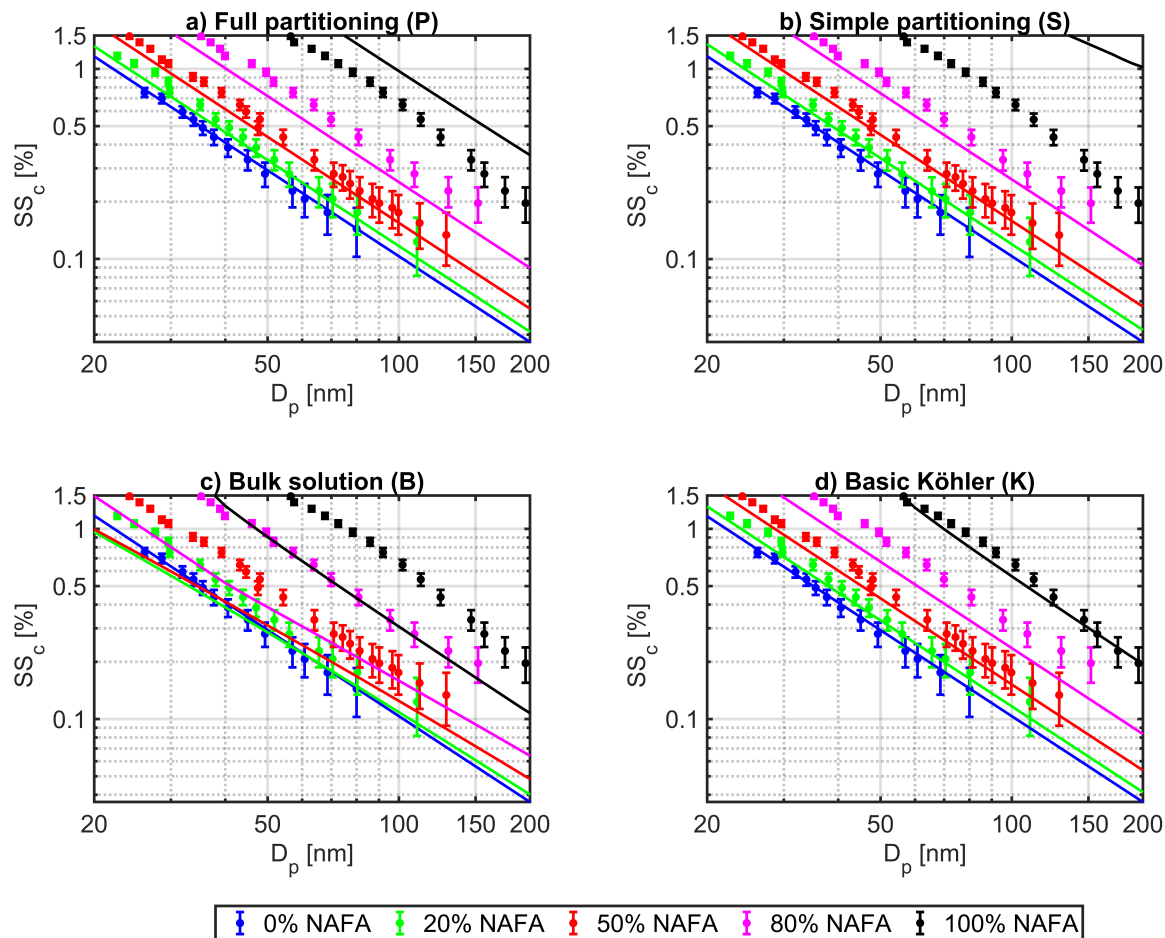 a) Full partitioning (P)
1.5
1
0.5
0.1
SSc [%]
20 50 100 150 200
Dp [nm]
b) Simple partitioning (S)
1.5
1
0.5
0.1
SSc [%]
20 50 100 150 200
Dp [nm]
c) Bulk solution (B)
1.5
1
0.5
0.1
SSc [%]
20 50 100 150 200
Dp [nm]
d) Basic Köhler (K)
1.5
1
0.5
0.1
SSc [%]
20 50 100 150 200
Dp [nm]
0% NAFA 20% NAFA 50% NAFA 80% NAFA 100% NAFA